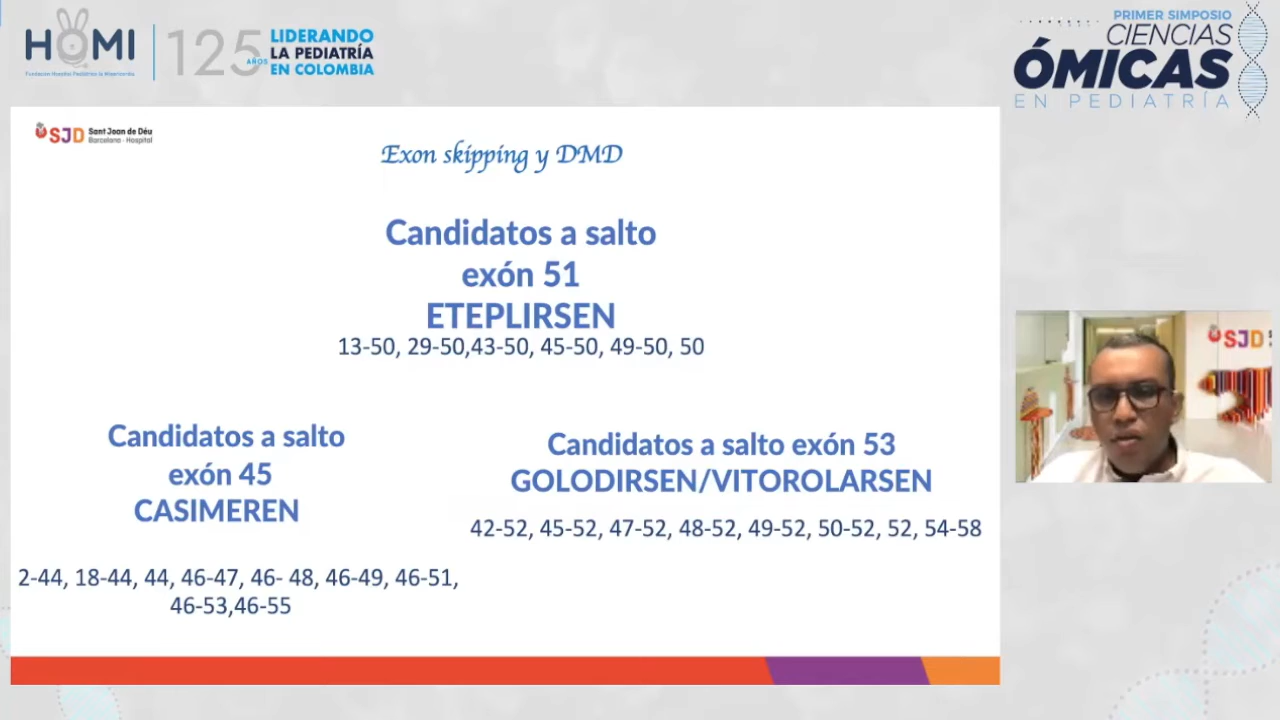 HOMI
Fundación Hospital Pediátrico la Misericordia
125
AÑOS
LIDERANDO
LA PEDIATRÍA
EN COLOMBIA
PRIMER SIMPOSIO
CIENCIAS
ÓMICAS
EN PEDIATRÍA
SJD Sant Joan de Déu
Barcelona · Hospital
Exon skipping y DMD
Candidatos a salto
exón 51
ETEPLIRSEN
13-50, 29-50,43-50, 45-50, 49-50, 50
Candidatos a salto
exón 45
CASIMEREN
2-44, 18-44, 44, 46-47, 46- 48, 46-49, 46-51,
46-53,46-55
Candidatos a salto exón 53
GOLODIRSEN/VITOROLARSEN
42-52, 45-52, 47-52, 48-52, 49-52, 50-52, 52, 54-58
SJD